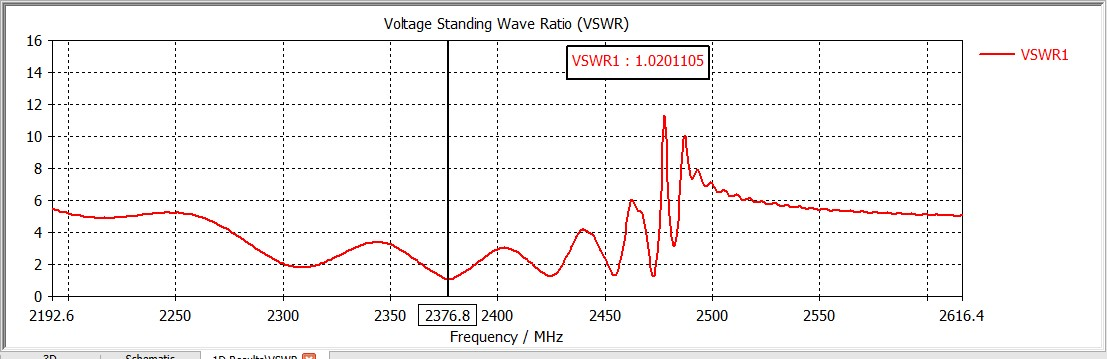 Voltage Standing Wave Ratio (VSWR)
16
14
12
10
8
6
4
2
0
VSWR1 : 1.0201105
VSWR1
2192.6 2250 2300 2350 2376.8 2400 2450 2500 2550 2616.4
Frequency / MHz
3D Schematic 1D Results\VSWR